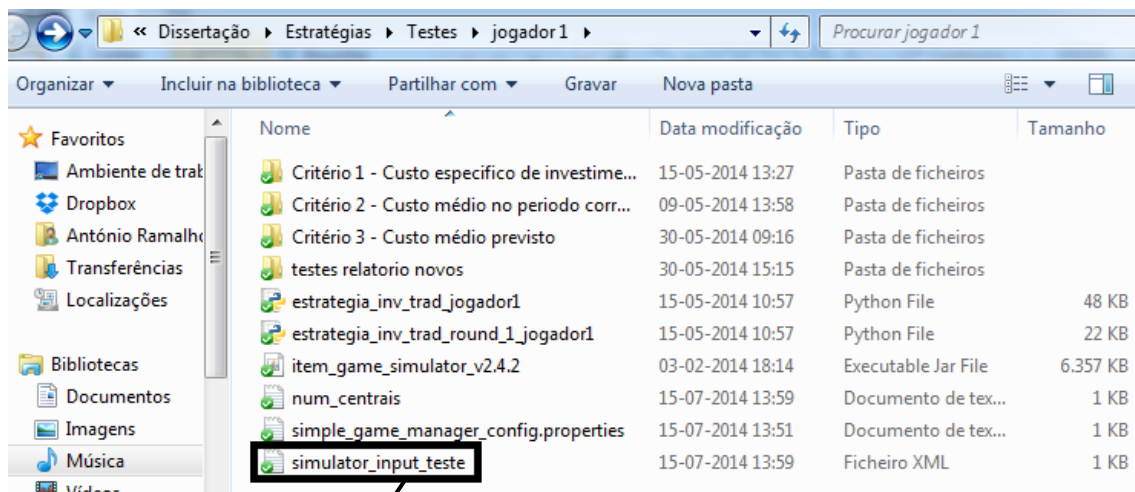 « Dissertação ▸ Estratégias ▸ Testes ▸ jogador 1 ▸ Procurar jogador 1
Organizar Incluir na biblioteca Partilhar com Gravar Nova pasta
Nome Data modificação Tipo Tamanho
Favoritos
Ambiente de trab
Dropbox
António Ramalho
Transferências
Localizações
Bibliotecas
Documentos
Imagens
Música
Vídeos
Critério 1 - Custo especifico de investime... 15-05-2014 13:27 Pasta de ficheiros
Critério 2 - Custo médio no periodo corr... 09-05-2014 13:58 Pasta de ficheiros
Critério 3 - Custo médio previsto 30-05-2014 09:16 Pasta de ficheiros
testes relatorio novos 30-05-2014 15:15 Pasta de ficheiros
estrategia_inv_trad_jogador1 15-05-2014 10:57 Python File 48 KB
estrategia_inv_trad_round_1_jogador1 15-05-2014 10:57 Python File 22 KB
item_game_simulator_v2.4.2 03-02-2014 18:14 Executable Jar File 6.357 KB
num_centrais 15-07-2014 13:59 Documento de tex... 1 KB
simple_game_manager_config.properties 15-07-2014 13:51 Documento de tex... 1 KB
simulator_input_teste 15-07-2014 13:59 Ficheiro XML 1 KB